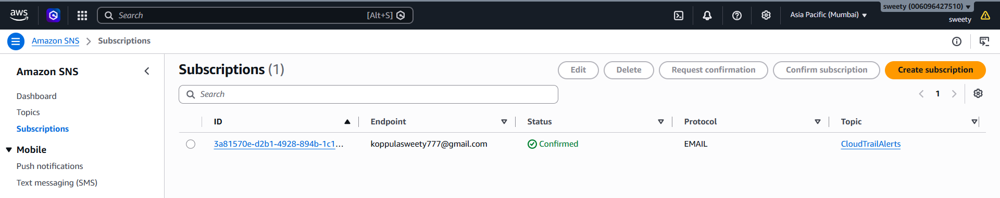 aws
Search [Alt+S]
Asia Pacific (Mumbai)
sweety (006096427510)
sweety
Amazon SNS Subscriptions
Amazon SNS
Dashboard
Topics
Subscriptions
Mobile
Push notifications
Text messaging (SMS)
Subscriptions (1)
Edit Delete Request confirmation Confirm subscription Create subscription
Search
1
ID Endpoint Status Protocol Topic
3a81570e-d2b1-4928-894b-1c1... koppulasweety777@gmail.com Confirmed EMAIL CloudTrailAlerts